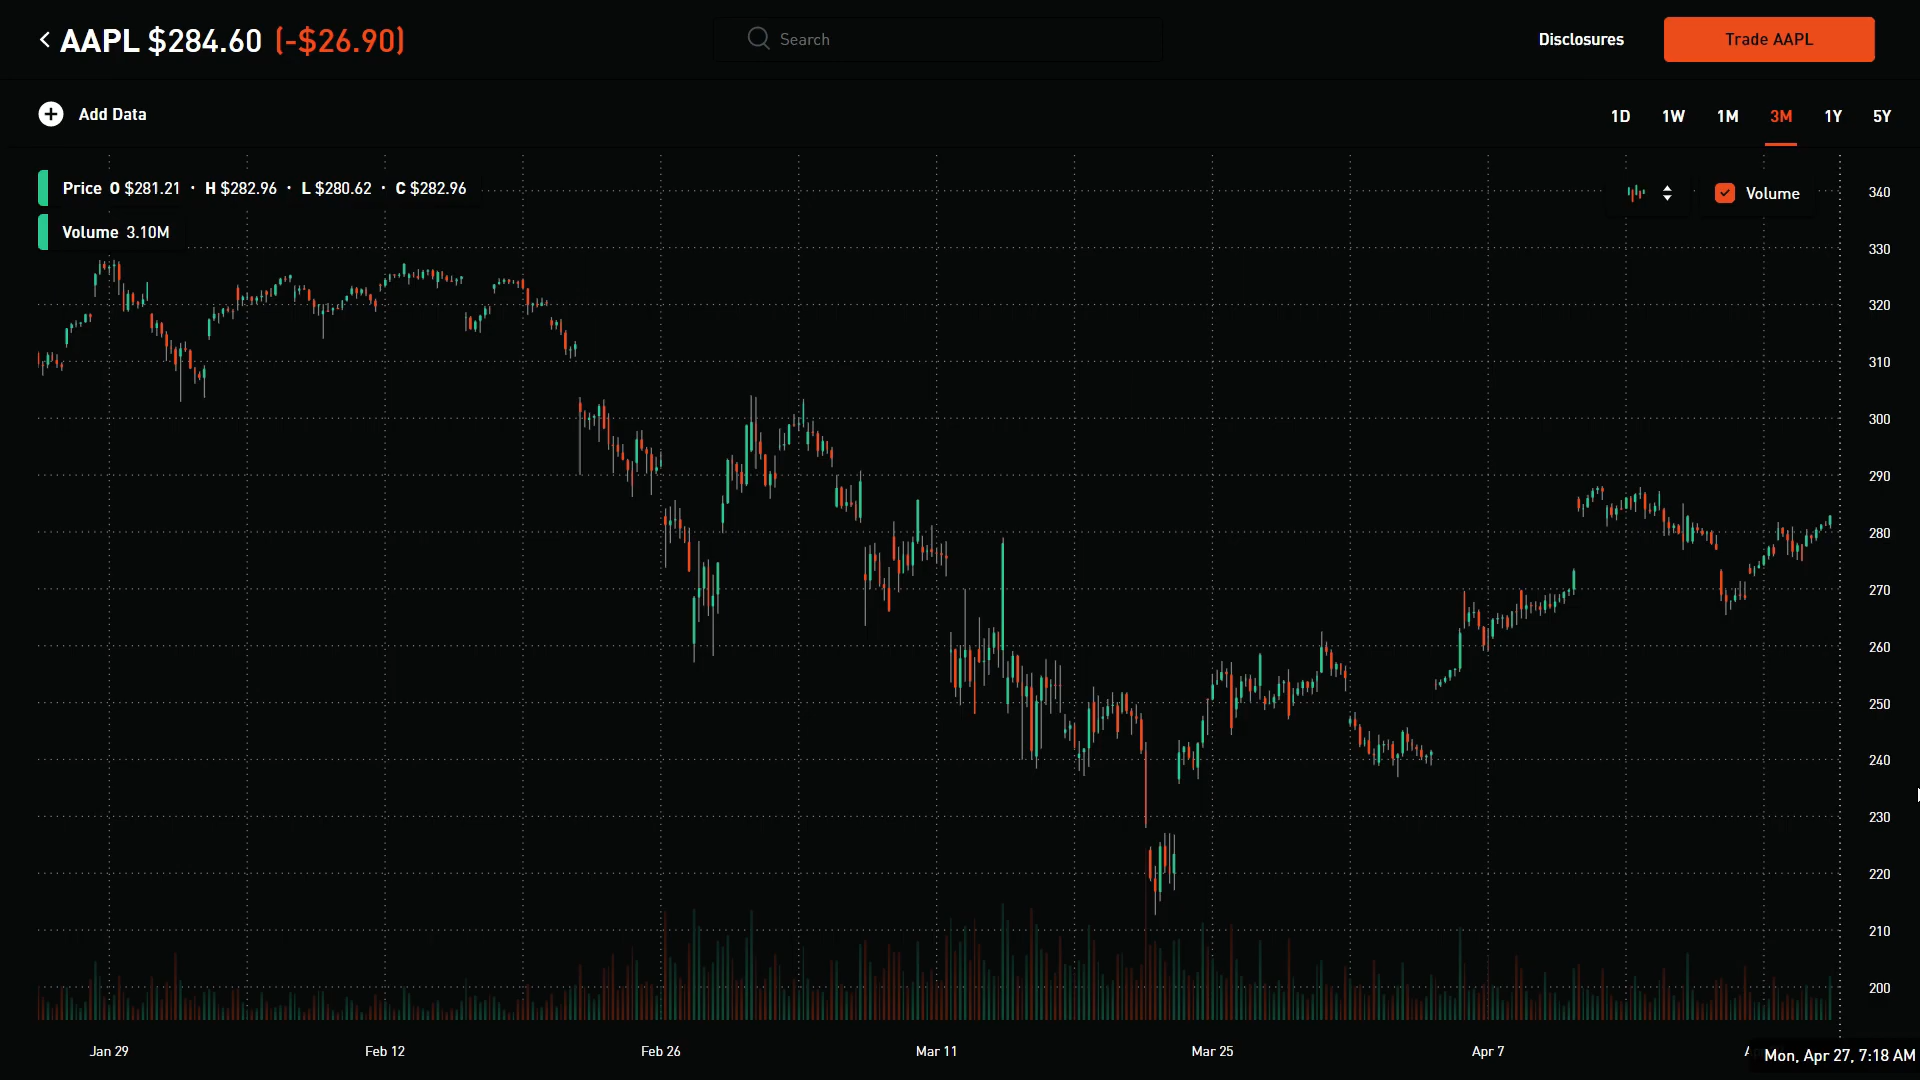 AAPL $284.60 (-$26.90)
Search
Disclosures
Trade AAPL
Add Data
1D 1W 1M 3M 1Y 5Y
Price O $281.21 · H $282.96 · L $280.62 · C $282.96
Volume
Volume 3.10M
340
330
320
310
300
290
280
270
260
250
240
230
220
210
200
Jan 29
Feb 12
Feb 26
Mar 11
Mar 25
Apr 7
Mon, Apr 27, 7:18 AM